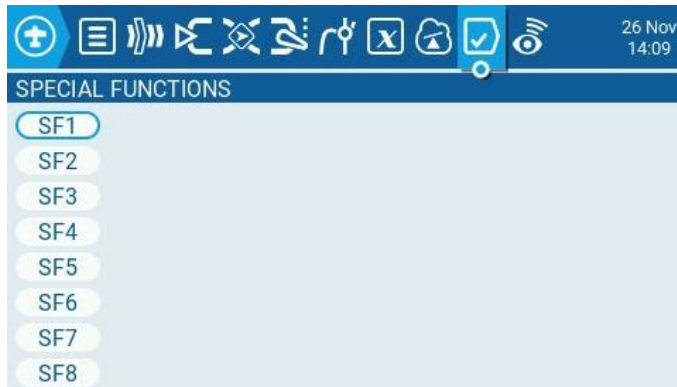 26 Nov
14:09
SPECIAL FUNCTIONS
SF1
SF2
SF3
SF4
SF5
SF6
SF7
SF8